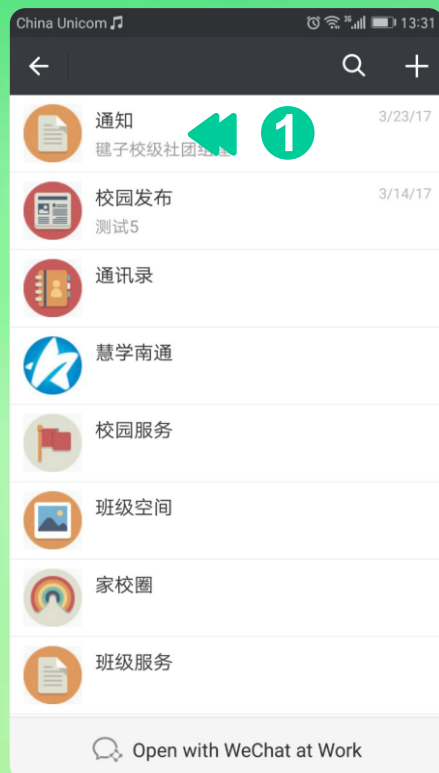 China Unicom
36
13:31
通知
3/23/17
1
毽子校级社团
校园发布
3/14/17
测试5
通讯录
慧学南通
校园服务
班级空间
家校圈
班级服务
Open with WeChat at Work